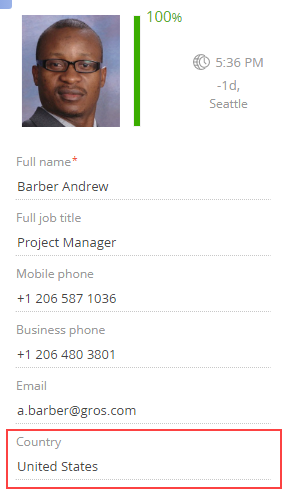 100%
5:36 PM
-1d,
Seattle
Full name*
Barber Andrew
Full job title
Project Manager
Mobile phone
+1 206 587 1036
Business phone
+1 206 480 3801
Email
a.barber@gros.com
Country
United States